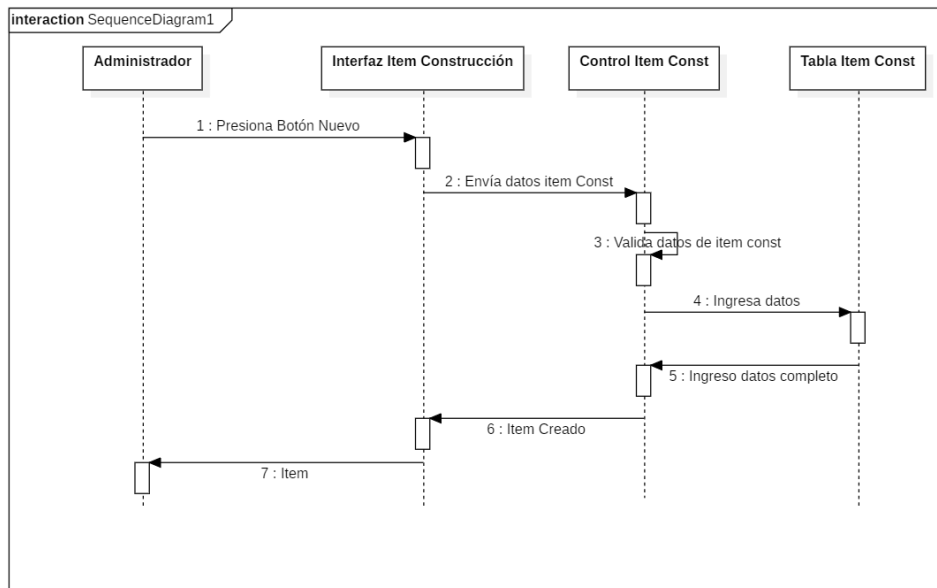 interaction SequenceDiagram1
Administrador
Interfaz Item Construcción
Control Item Const
Tabla Item Const
1 : Presiona Botón Nuevo
2 : Envía datos item Const
3 : Valida datos de item const
4 : Ingresa datos
5 : Ingreso datos completo
6 : Item Creado
7 : Item